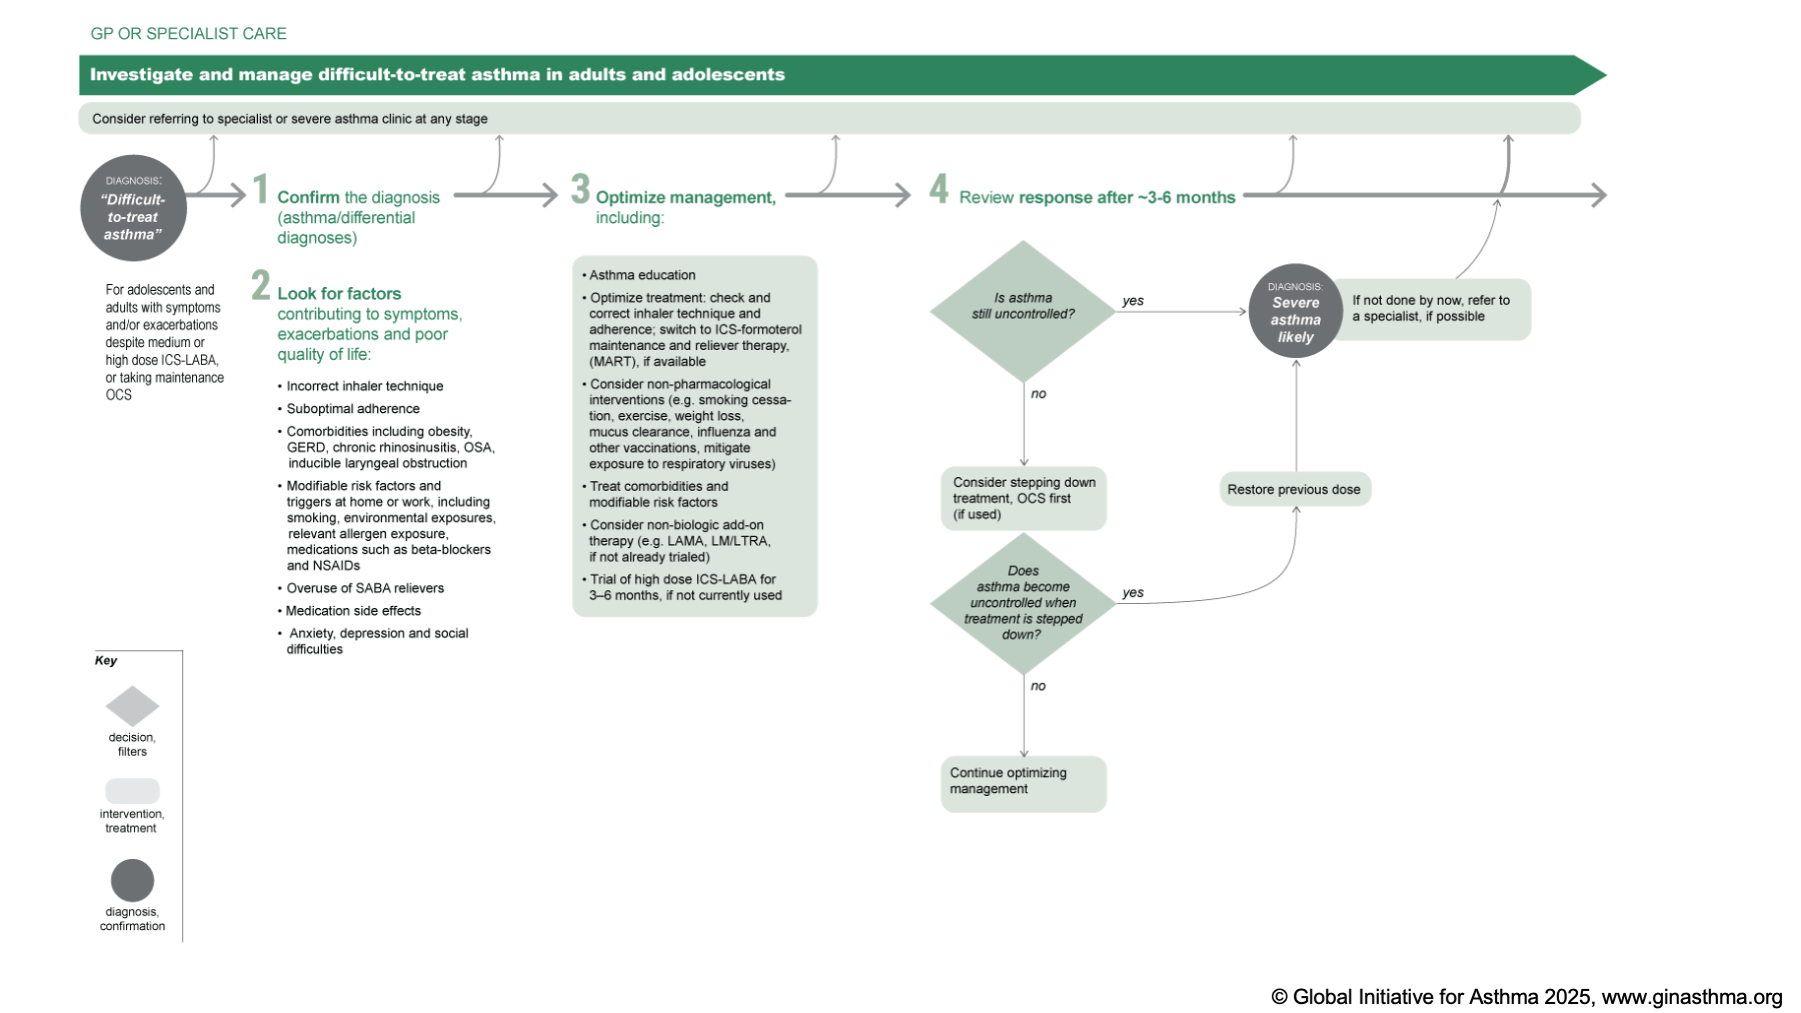 GP OR SPECIALIST CARE
Investigate and manage difficult-to-treat asthma in adults and adolescents
Consider referring to specialist or severe asthma clinic at any stage
DIAGNOSIS:
“Difficult-
to-treat
asthma”
For adolescents and
adults with symptoms
and/or exacerbations
despite medium or
high dose ICS-LABA,
or taking maintenance
OCS
1 Confirm the diagnosis
(asthma/differential
diagnoses)
2 Look for factors
contributing to symptoms,
exacerbations and poor
quality of life:
• Incorrect inhaler technique
• Suboptimal adherence
• Comorbidities including obesity,
GERD, chronic rhinosinusitis, OSA,
inducible laryngeal obstruction
• Modifiable risk factors and
triggers at home or work, including
smoking, environmental exposures,
relevant allergen exposure,
medications such as beta-blockers
and NSAIDs
• Overuse of SABA relievers
• Medication side effects
• Anxiety, depression and social
difficulties
3 Optimize management,
including:
• Asthma education
• Optimize treatment: check and
correct inhaler technique and
adherence; switch to ICS-formoterol
maintenance and reliever therapy,
(MART), if available
• Consider non-pharmacological
interventions (e.g. smoking cessa-
tion, exercise, weight loss,
mucus clearance, influenza and
other vaccinations, mitigate
exposure to respiratory viruses)
• Treat comorbidities and
modifiable risk factors
• Consider non-biologic add-on
therapy (e.g. LAMA, LM/LTRA,
if not already trialed)
• Trial of high dose ICS-LABA for
3–6 months, if not currently used
4 Review response after ~3-6 months
Is asthma
still uncontrolled?
yes
no
DIAGNOSIS:
Severe
asthma
likely
If not done by now, refer to
a specialist, if possible
Consider stepping down
treatment, OCS first
(if used)
Restore previous dose
Does
asthma become
uncontrolled when
treatment is stepped
down?
yes
no
Continue optimizing
management
Key
decision,
filters
intervention,
treatment
diagnosis,
confirmation
© Global Initiative for Asthma 2025, www.ginasthma.org